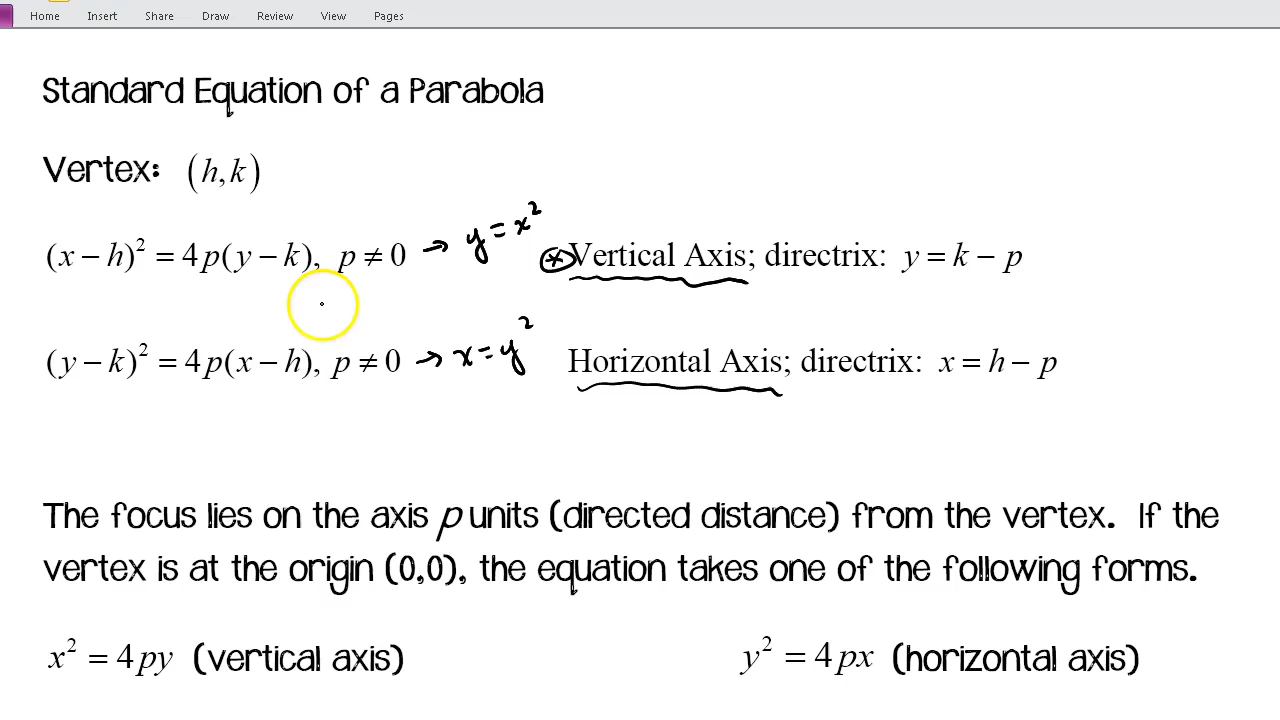 Home Insert Share Draw Review View Pages
Standard Equation of a Parabola
Vertex: (h, k)
(x − h)² = 4p(y − k), p ≠ 0 → y = x² ⊛ Vertical Axis; directrix: y = k − p
(y − k)² = 4p(x − h), p ≠ 0 → x = y² Horizontal Axis; directrix: x = h − p
The focus lies on the axis p units (directed distance) from the vertex. If the
vertex is at the origin (0,0), the equation takes one of the following forms.
x² = 4py (vertical axis) y² = 4px (horizontal axis)